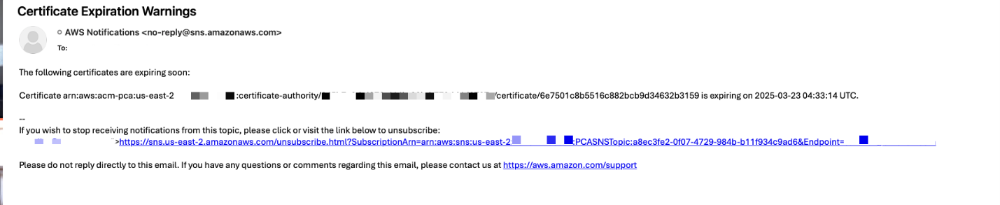 Certificate Expiration Warnings
AWS Notifications <no-reply@sns.amazonaws.com>
To:
The following certificates are expiring soon:
Certificate arn:aws:acm-pca:us-east-2 :certificate-authority/ /certificate/6e7501c8b5516c882bcb9d34632b3159 is expiring on 2025-03-23 04:33:14 UTC.
--
If you wish to stop receiving notifications from this topic, please click or visit the link below to unsubscribe:
>https://sns.us-east-2.amazonaws.com/unsubscribe.html?SubscriptionArn=arn:aws:sns:us-east-2: :PCASNSTopic:a8ec3fe2-0f07-4729-984b-b11f934c9ad6&Endpoint=
Please do not reply directly to this email. If you have any questions or comments regarding this email, please contact us at https://aws.amazon.com/support